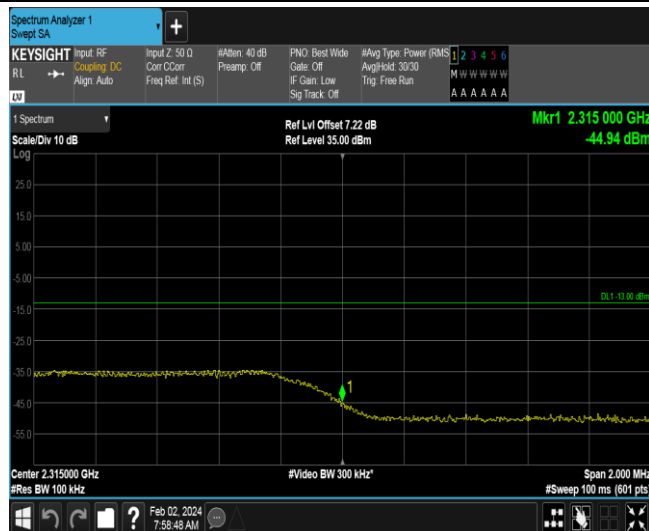 Spectrum Analyzer 1
Swept SA
+
KEYSIGHT
RL
LXI
Input: RF
Coupling: DC
Align: Auto
Input Z: 50 Ω
Corr CCorr
Freq Ref: Int (S)
#Atten: 40 dB
Preamp: Off
PNO: Best Wide
Gate: Off
IF Gain: Low
Sig Track: Off
#Avg Type: Power (RMS
Avg|Hold: 30/30
Trig: Free Run
1 2 3 4 5 6
M W W W W W
A A A A A A
1 Spectrum
Scale/Div 10 dB
Ref Lvl Offset 7.22 dB
Ref Level 35.00 dBm
Mkr1 2.315 000 GHz
-44.94 dBm
Log
25.0
15.0
5.00
-5.00
DL1 -13.00 dBm
-15.0
-25.0
-35.0
1
-45.0
-55.0
Center 2.315000 GHz
#Video BW 300 kHz*
Span 2.000 MHz
#Res BW 100 kHz
#Sweep 100 ms (601 pts)
?
Feb 02, 2024
7:58:48 AM